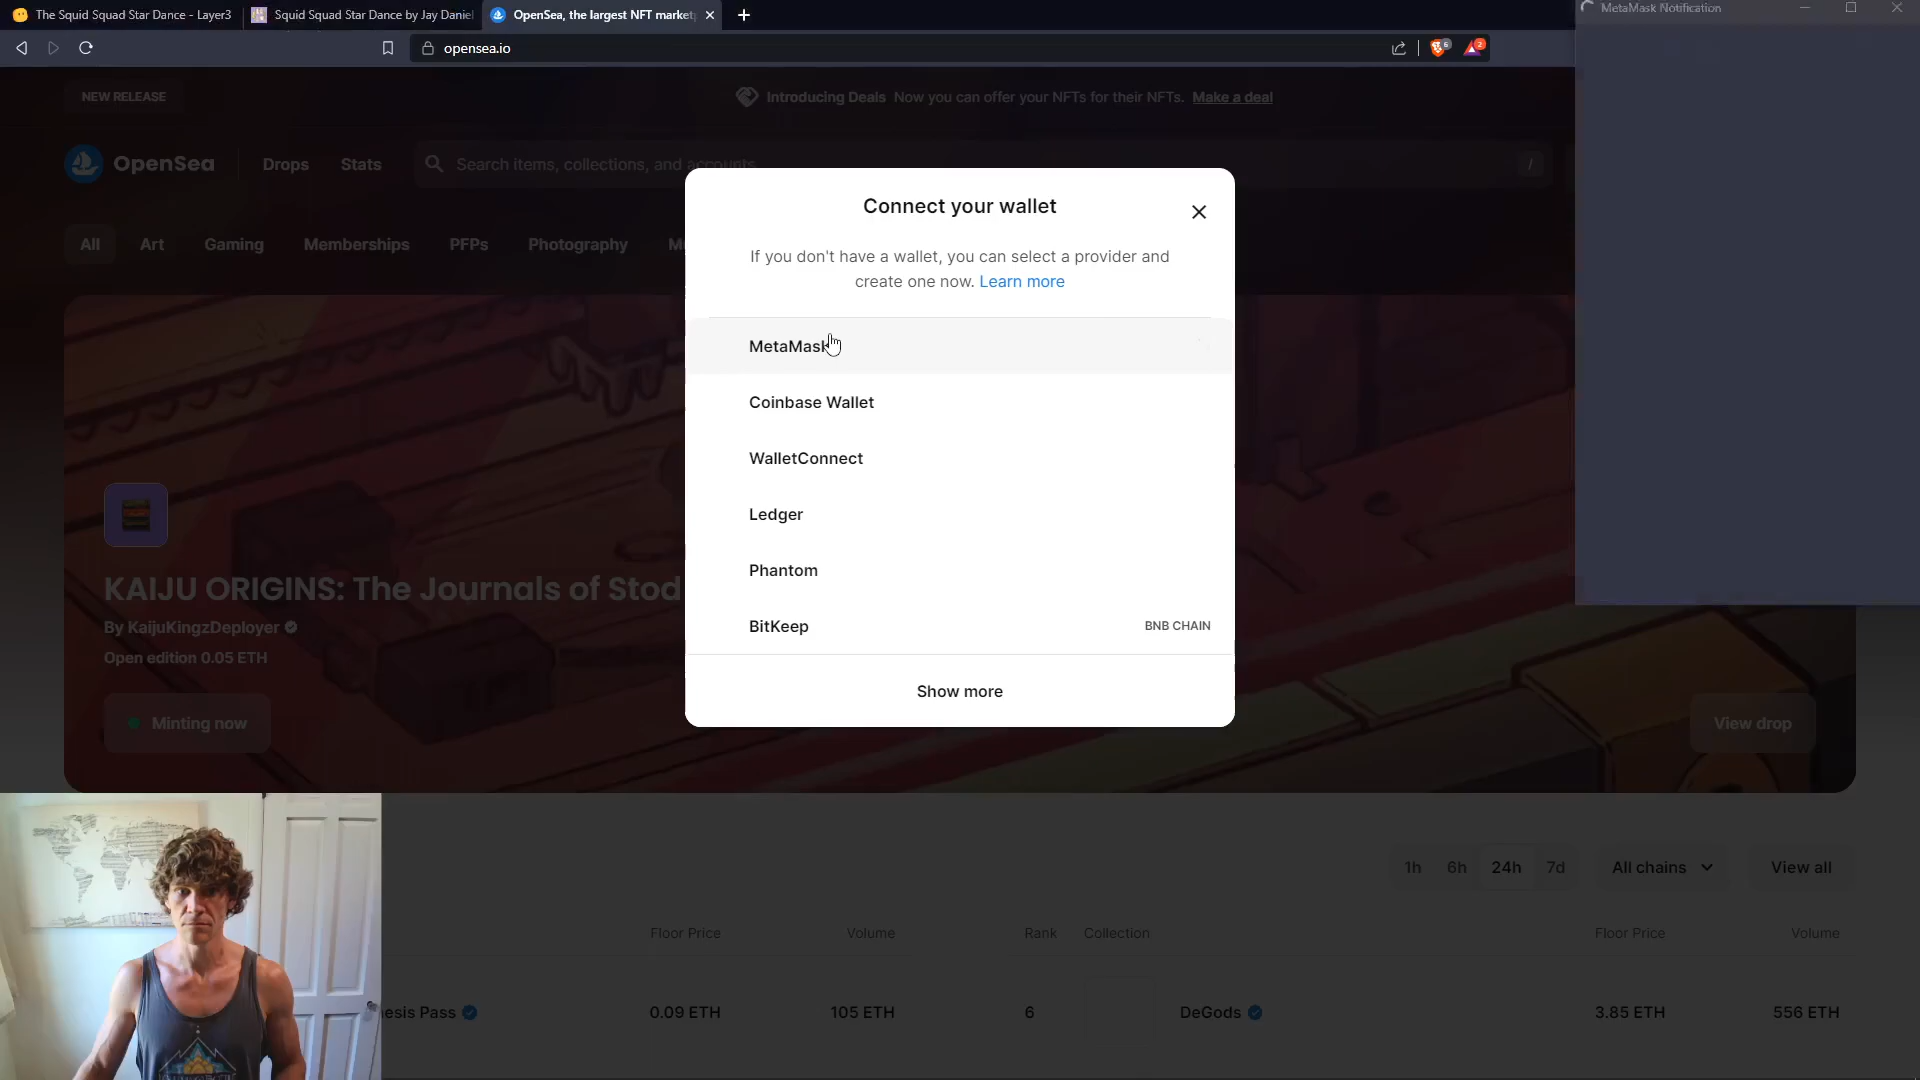 The Squid Squad Star Dance - Layer3
Squid Squad Star Dance by Jay Daniel
OpenSea, the largest NFT market
MetaMask Notification
opensea.io
6
2
NEW RELEASE
Introducing Deals Now you can offer your NFTs for their NFTs. Make a deal
OpenSea
Drops
Stats
Search items, collections, and accounts
/
All
Art
Gaming
Memberships
PFPs
Photography
Connect your wallet
If you don't have a wallet, you can select a provider and
create one now. Learn more
MetaMask
Coinbase Wallet
WalletConnect
Ledger
Phantom
BitKeep
BNB CHAIN
Show more
KAIJU ORIGINS: The Journals of Stod
By KaijuKingzDeployer
Open edition 0.05 ETH
Minting now
View drop
1h
6h
24h
7d
All chains
View all
Floor Price
Volume
Rank
Collection
Floor Price
Volume
esis Pass
0.09 ETH
105 ETH
6
DeGods
3.85 ETH
556 ETH